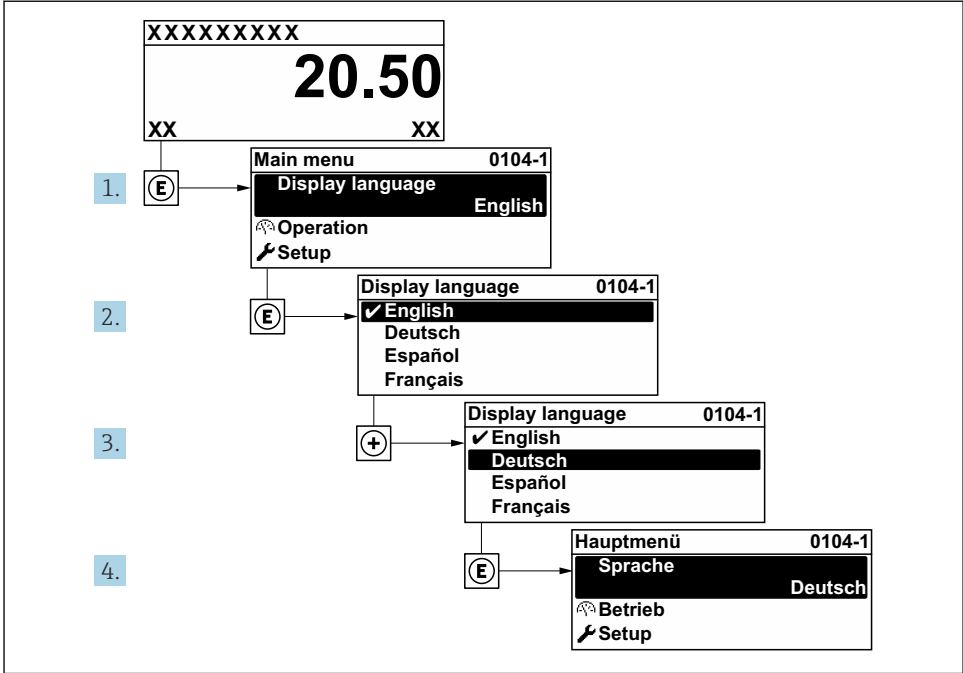 XXXXXXXXX
20.50
XX XX
1. E
Main menu 0104-1
Display language
English
Operation
Setup
2. E
Display language 0104-1
✔English
Deutsch
Español
Français
3. +
Display language 0104-1
✔English
Deutsch
Español
Français
4. E
Hauptmenü 0104-1
Sprache
Deutsch
Betrieb
Setup